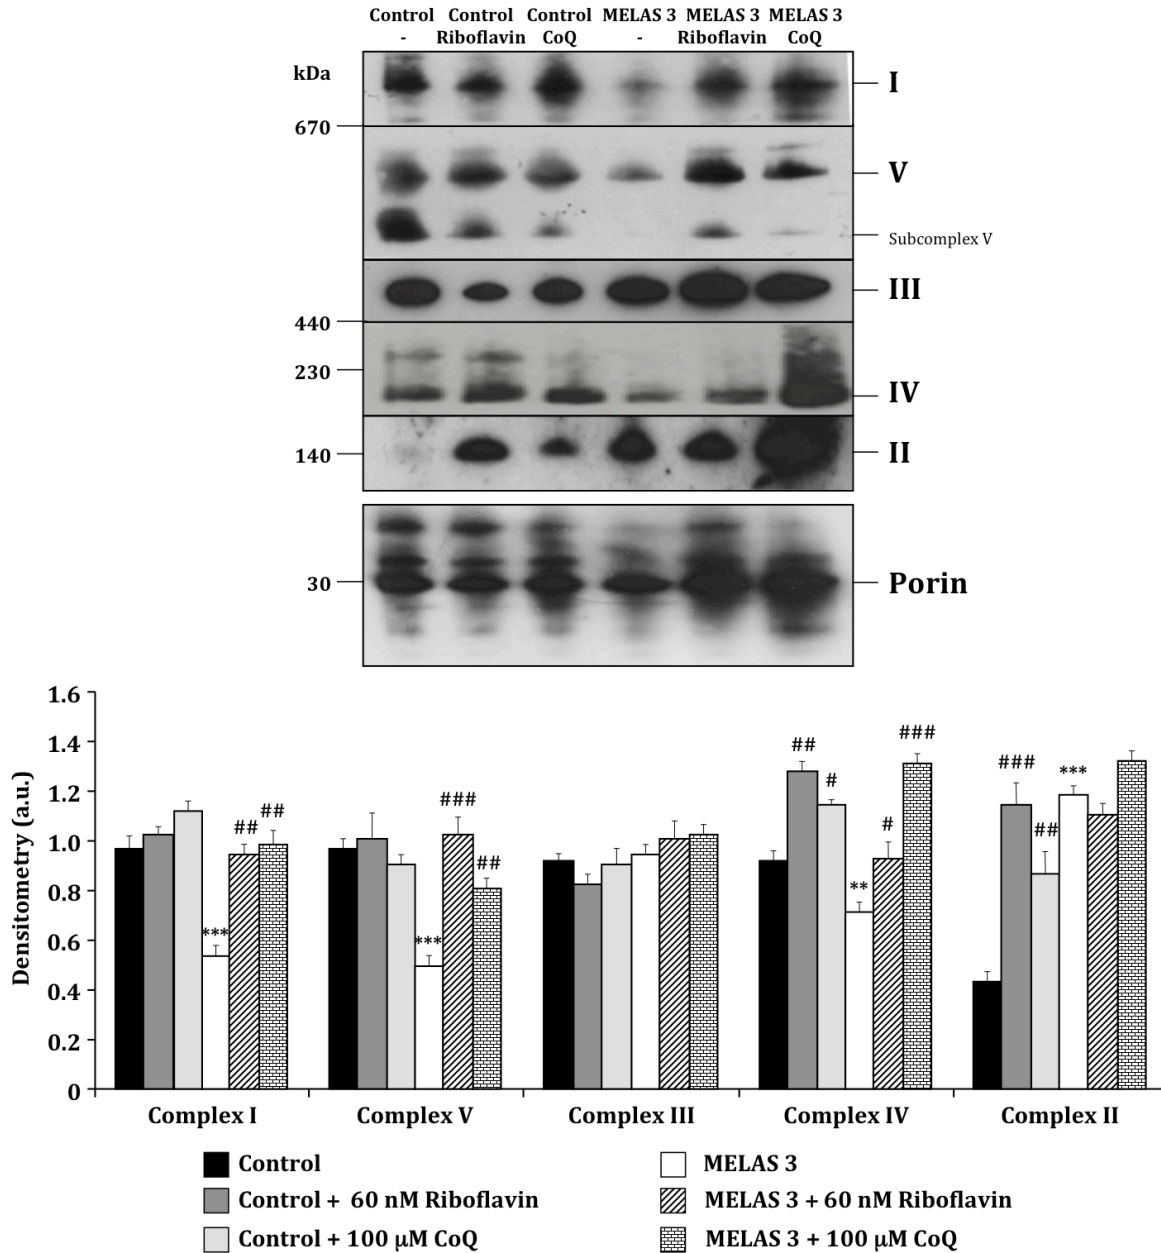 Control Control Control MELAS 3 MELAS 3 MELAS 3
- Riboflavin CoQ - Riboflavin CoQ
kDa
I
670
V
Subcomplex V
III
440
230
IV
140
II
30
Porin
Densitometry (a.u.)
1.6
1.4
1.2
1.0
0.8
0.6
0.4
0.2
0
***
##
##
***
###
##
##
#
**
#
###
###
##
***
Complex I
Complex V
Complex III
Complex IV
Complex II
Control
Control + 60 nM Riboflavin
Control + 100 μM CoQ
MELAS 3
MELAS 3 + 60 nM Riboflavin
MELAS 3 + 100 μM CoQ